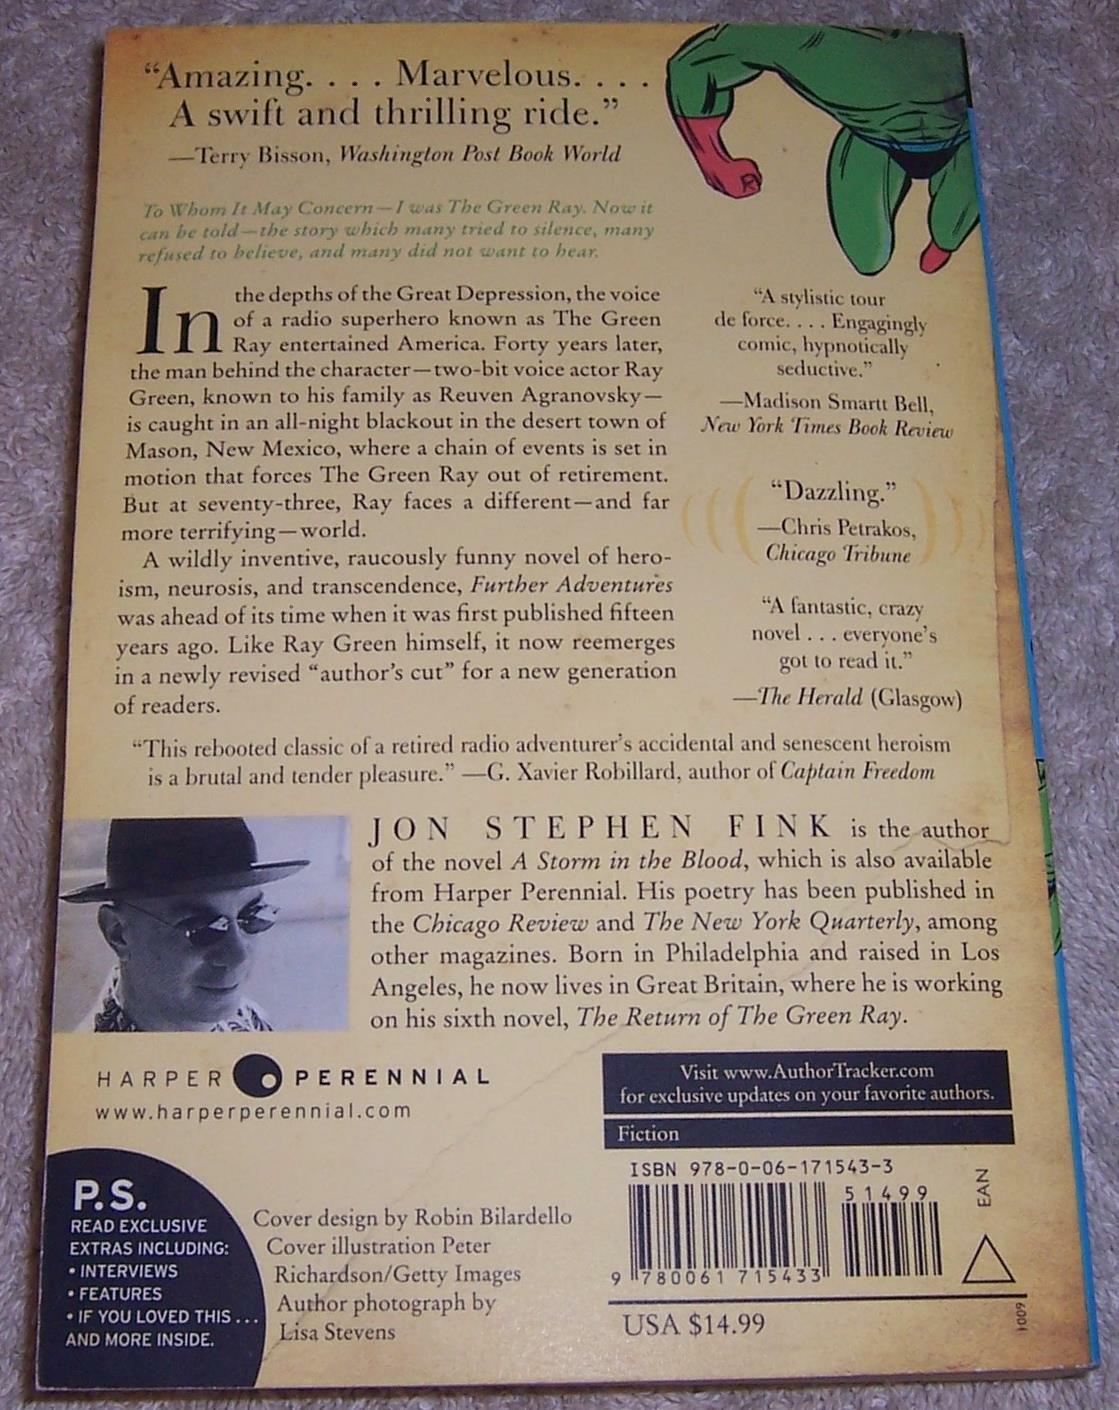 “Amazing. . . . Marvelous. . . .
A swift and thrilling ride.”
—Terry Bisson, Washington Post Book World
To Whom It May Concern—I was The Green Ray. Now it
can be told—the story which many tried to silence, many
refused to believe, and many did not want to hear.
In the depths of the Great Depression, the voice
of a radio superhero known as The Green
Ray entertained America. Forty years later,
the man behind the character—two-bit voice actor Ray
Green, known to his family as Reuven Agranovsky—
is caught in an all-night blackout in the desert town of
Mason, New Mexico, where a chain of events is set in
motion that forces The Green Ray out of retirement.
But at seventy-three, Ray faces a different—and far
more terrifying—world.
A wildly inventive, raucously funny novel of hero-
ism, neurosis, and transcendence, Further Adventures
was ahead of its time when it was first published fifteen
years ago. Like Ray Green himself, it now reemerges
in a newly revised “author’s cut” for a new generation
of readers.
“A stylistic tour
de force. . . . Engagingly
comic, hypnotically
seductive.”
—Madison Smartt Bell,
New York Times Book Review
“Dazzling.”
—Chris Petrakos,
Chicago Tribune
“A fantastic, crazy
novel . . . everyone’s
got to read it.”
—The Herald (Glasgow)
“This rebooted classic of a retired radio adventurer’s accidental and senescent heroism
is a brutal and tender pleasure.” —G. Xavier Robillard, author of Captain Freedom
JON STEPHEN FINK is the author
of the novel A Storm in the Blood, which is also available
from Harper Perennial. His poetry has been published in
the Chicago Review and The New York Quarterly, among
other magazines. Born in Philadelphia and raised in Los
Angeles, he now lives in Great Britain, where he is working
on his sixth novel, The Return of The Green Ray.
HARPER PERENNIAL
www.harperperennial.com
Visit www.AuthorTracker.com
for exclusive updates on your favorite authors.
Fiction
P.S.
READ EXCLUSIVE
EXTRAS INCLUDING:
• INTERVIEWS
• FEATURES
• IF YOU LOVED THIS . . .
AND MORE INSIDE.
Cover design by Robin Bilardello
Cover illustration Peter
Richardson/Getty Images
Author photograph by
Lisa Stevens
ISBN 978-0-06-171543-3
51499
EAN
9 780061 715433
USA $14.99
1009